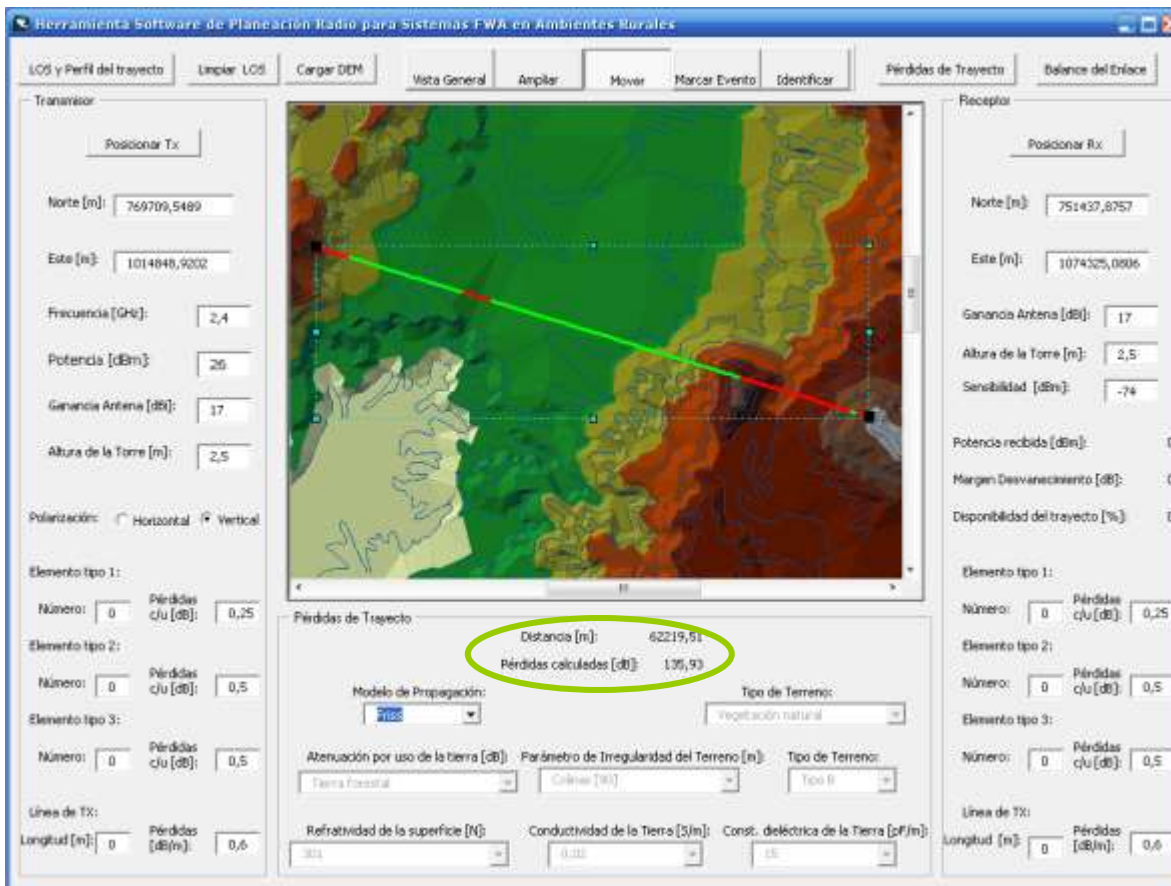 Herramienta Software de Planeación Radio para Sistemas FWA en Ambientes Rurales
LOS y Perfil del trayecto
Limpiar LOS
Cargar DEM
Vista General
Ampliar
Mover
Marcar Evento
Identificar
Pérdidas de Trayecto
Balance del Enlace
Transmisor
Posicionar Tx
Norte [m]: 769709,5489
Este [m]: 1014848,9202
Frecuencia [GHz]: 2,4
Potencia [dBm]: 26
Ganancia Antena [dBi]: 17
Altura de la Torre [m]: 2,5
Polarización: Horizontal Vertical
Elemento tipo 1:
Número: 0 Pérdidas c/u [dB]: 0,25
Elemento tipo 2:
Número: 0 Pérdidas c/u [dB]: 0,5
Elemento tipo 3:
Número: 0 Pérdidas c/u [dB]: 0,5
Línea de TX:
Longitud [m]: 0 Pérdidas [dB/m]: 0,6
Pérdidas de Trayecto
Distancia [m]: 62219,51
Pérdidas calculadas [dB]: 135,93
Modelo de Propagación:
Friss
Tipo de Terreno:
Vegetación natural
Atenuación por uso de la tierra [dB]
Tierra forestal
Parámetro de Irregularidad del Terreno [m]:
Colinas [90]
Tipo de Terreno:
Tipo B
Refratividad de la superficie [N]:
301
Conductividad de la Tierra [S/m]:
0.02
Const. dieléctrica de la Tierra [pF/m]:
15
Receptor
Posicionar Rx
Norte [m]: 751437,8757
Este [m]: 1074325,0806
Ganancia Antena [dBi]: 17
Altura de la Torre [m]: 2,5
Sensibilidad [dBm]: -74
Potencia recibida [dBm]:
Margen Desvanecimiento [dB]:
Disponibilidad del trayecto [%]:
Elemento tipo 1:
Número: 0 Pérdidas c/u [dB]: 0,25
Elemento tipo 2:
Número: 0 Pérdidas c/u [dB]: 0,5
Elemento tipo 3:
Número: 0 Pérdidas c/u [dB]: 0,5
Línea de TX:
Longitud [m]: 0 Pérdidas [dB/m]: 0,6